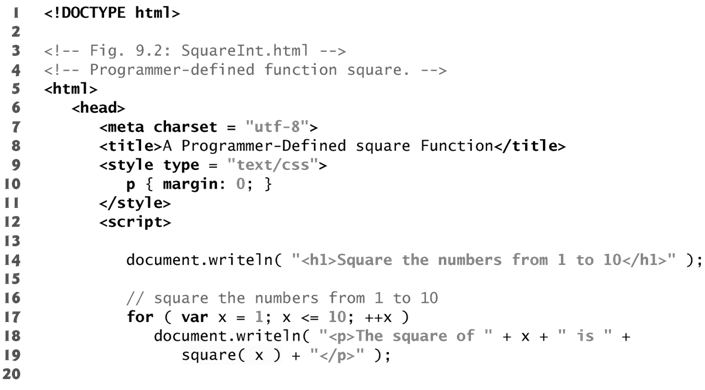 1 <!DOCTYPE html>
2
3 <!-- Fig. 9.2: SquareInt.html -->
4 <!-- Programmer-defined function square. -->
5 <html>
6 <head>
7 <meta charset = "utf-8">
8 <title>A Programmer-Defined square Function</title>
9 <style type = "text/css">
10 p { margin: 0; }
11 </style>
12 <script>
13
14 document.writeln( "<h1>Square the numbers from 1 to 10</h1>" );
15
16 // square the numbers from 1 to 10
17 for ( var x = 1; x <= 10; ++x )
18 document.writeln( "<p>The square of " + x + " is " +
19 square( x ) + "</p>" );
20